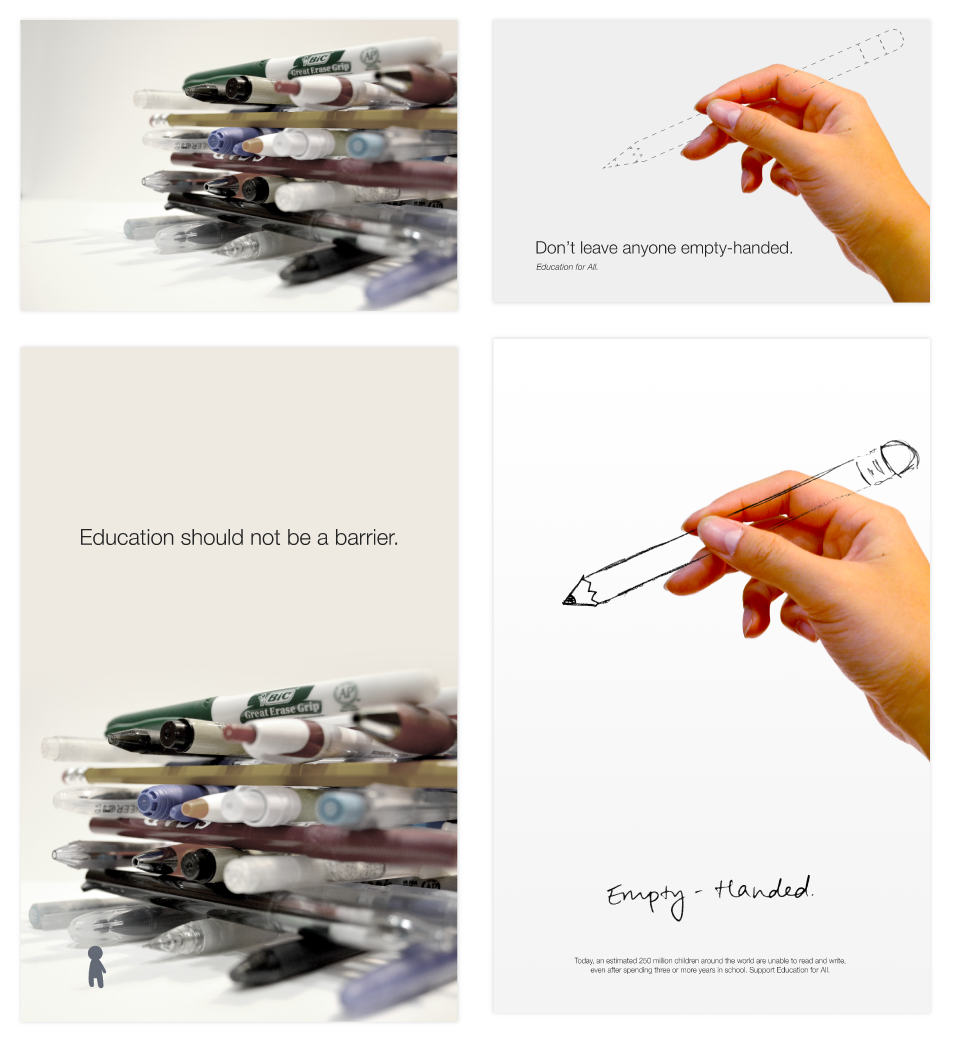 BIC
AP
Great Erase Grip
Don't leave anyone empty-handed.
Education for All.
Education should not be a barrier.
BIC
AP
Great Erase Grip
Empty - Handed.
Today, an estimated 250 million children around the world are unable to read and write,
even after spending three or more years in school. Support Education for All.